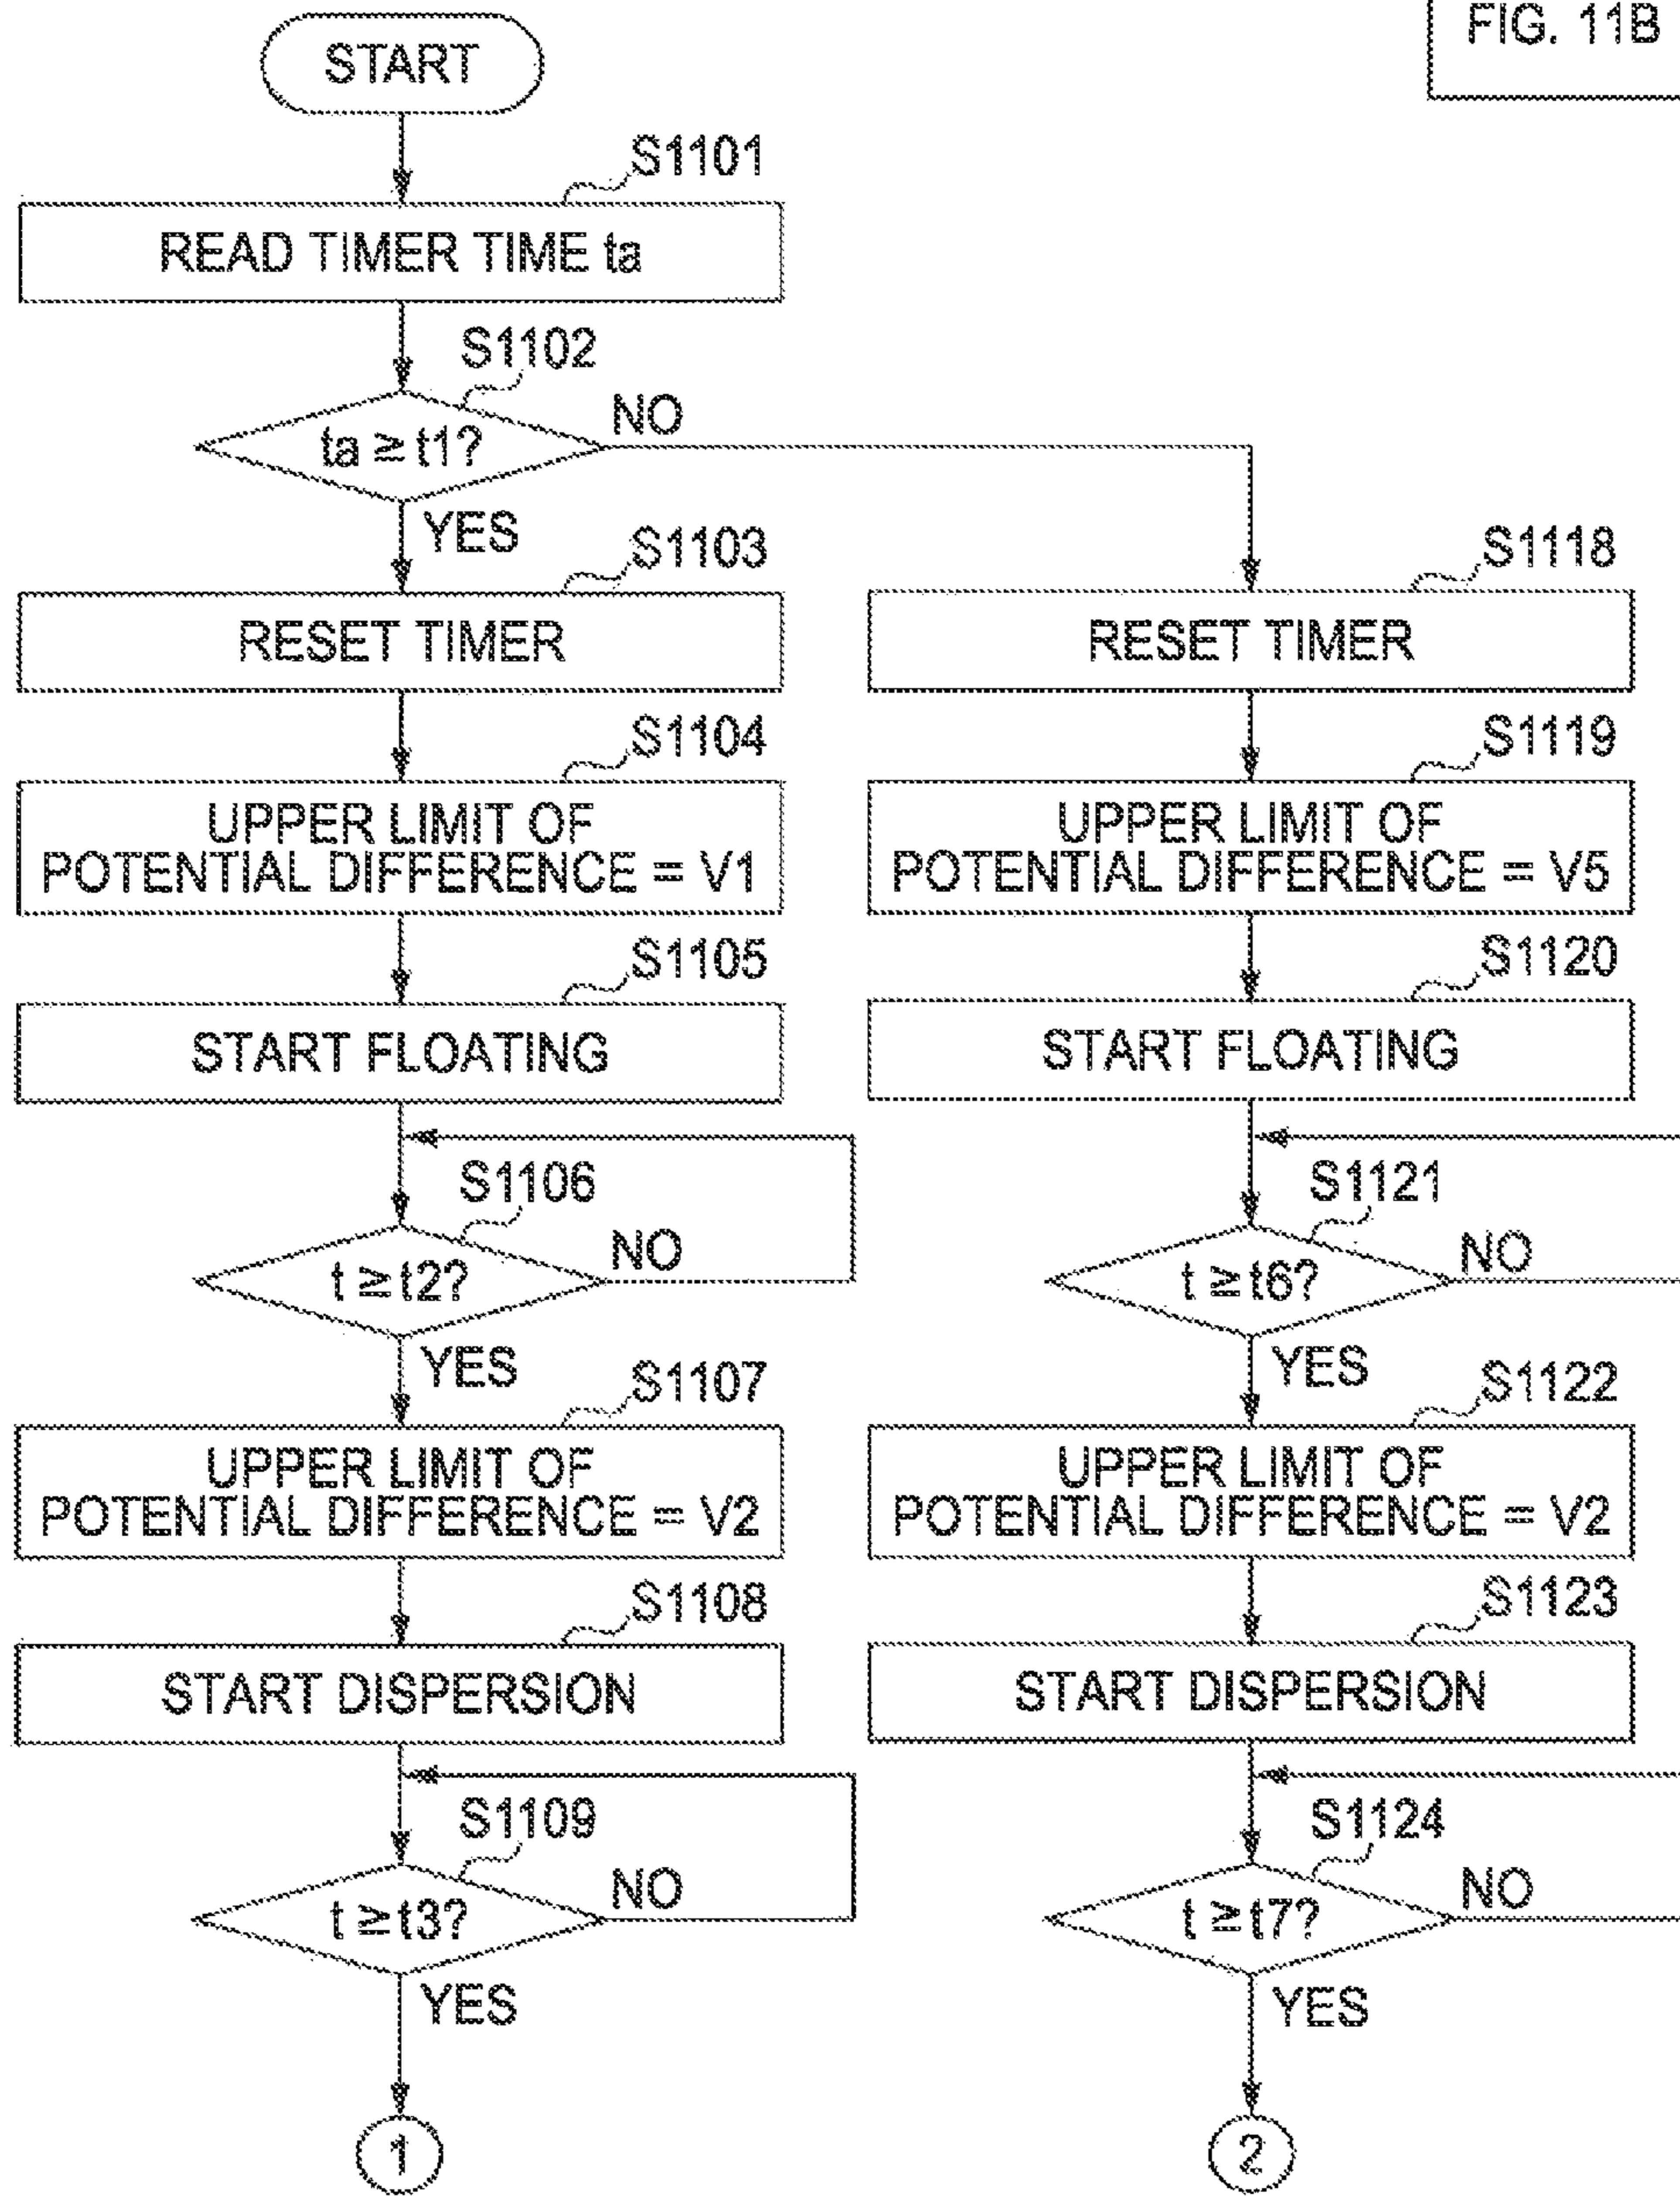 FIG. 11B
START
S1101
READ TIMER TIME ta
S1102
ta ≥ t1?
NO
YES
S1103
RESET TIMER
S1104
UPPER LIMIT OF
POTENTIAL DIFFERENCE = V1
S1105
START FLOATING
S1106
t ≥ t2?
NO
YES
S1107
UPPER LIMIT OF
POTENTIAL DIFFERENCE = V2
S1108
START DISPERSION
S1109
t ≥ t3?
NO
YES
1
S1118
RESET TIMER
S1119
UPPER LIMIT OF
POTENTIAL DIFFERENCE = V5
S1120
START FLOATING
S1121
t ≥ t6?
NO
YES
S1122
UPPER LIMIT OF
POTENTIAL DIFFERENCE = V2
S1123
START DISPERSION
S1124
t ≥ t7?
NO
YES
2